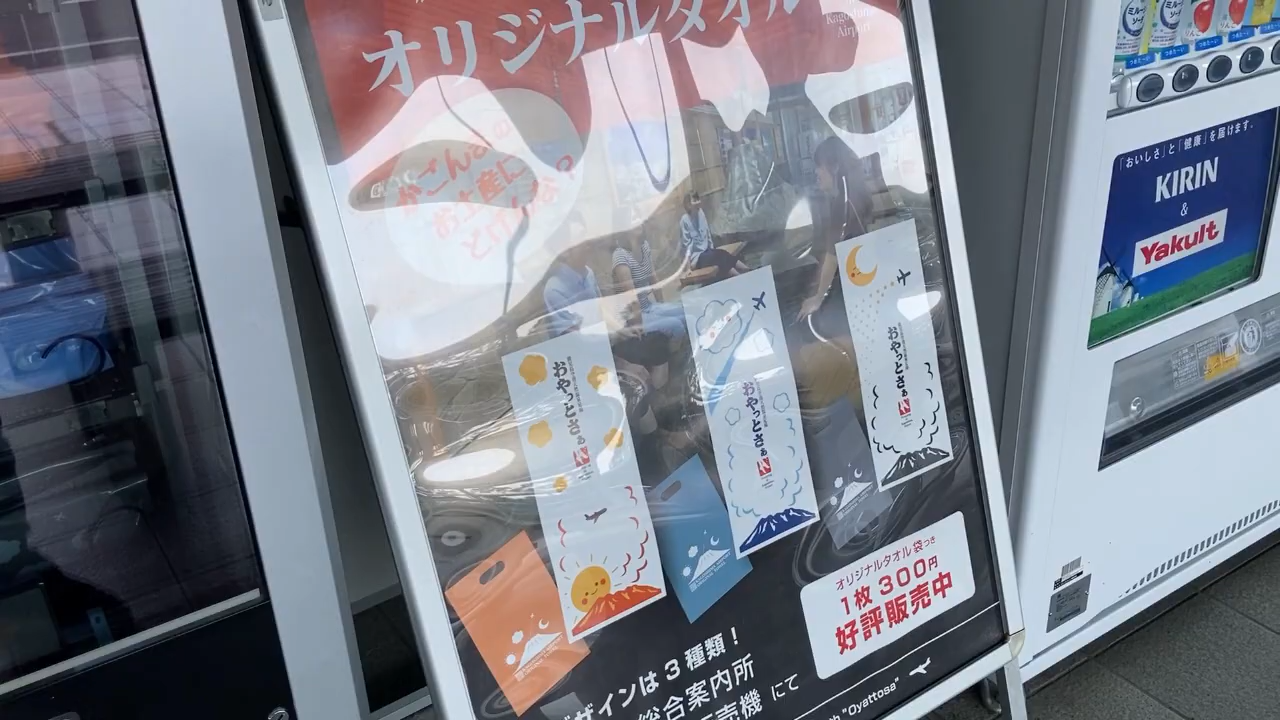 オリジナルタオル
Kagoshima
Airport
かごんまの
お土産に
どげんなっ
おやっとさぁ
おやっとさぁ
おやっとさぁ
オリジナルタオル袋つき
1枚 300円
好評販売中
デザインは3種類!
総合案内所
売機 にて
"Oyattosa"
「おいしさ」と「健康」を届けます。
KIRIN
&
Yakult